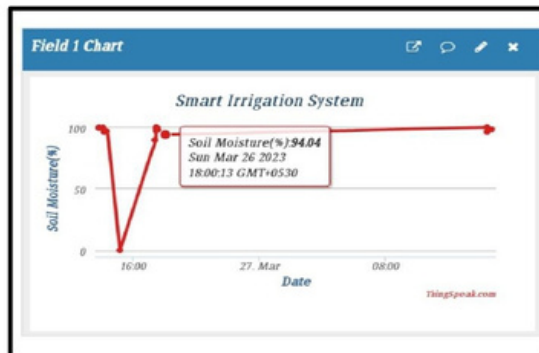 Field 1 Chart
Smart Irrigation System
Soil Moisture(%)
100
50
0
Soil Moisture(%):94.04
Sun Mar 26 2023
18:00:13 GMT+0530
16:00
27. Mar
08:00
Date
ThingSpeak.com